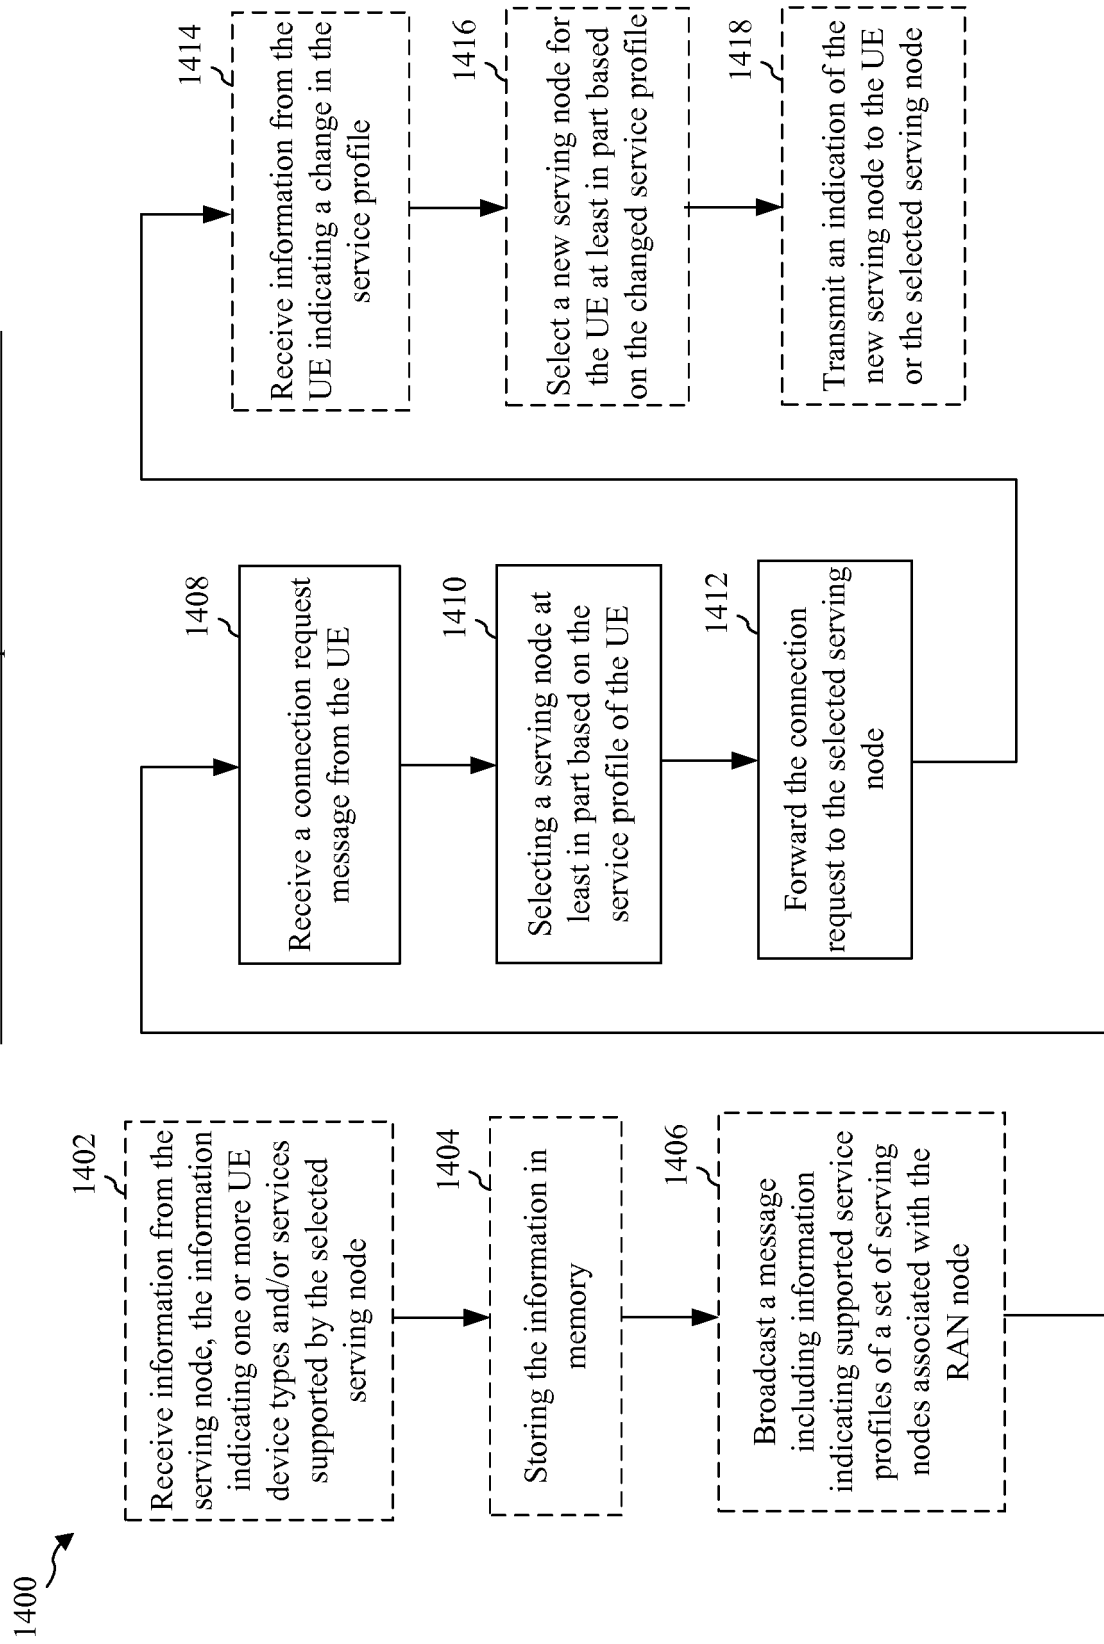 1400
1402
Receive information from the
serving node, the information
indicating one or more UE
device types and/or services
supported by the selected
serving node
1404
Storing the information in
memory
1406
Broadcast a message
including information
indicating supported service
profiles of a set of serving
nodes associated with the
RAN node
1408
Receive a connection request
message from the UE
1410
Selecting a serving node at
least in part based on the
service profile of the UE
1412
Forward the connection
request to the selected serving
node
1414
Receive information from the
UE indicating a change in the
service profile
1416
Select a new serving node for
the UE at least in part based
on the changed service profile
1418
Transmit an indication of the
new serving node to the UE
or the selected serving node